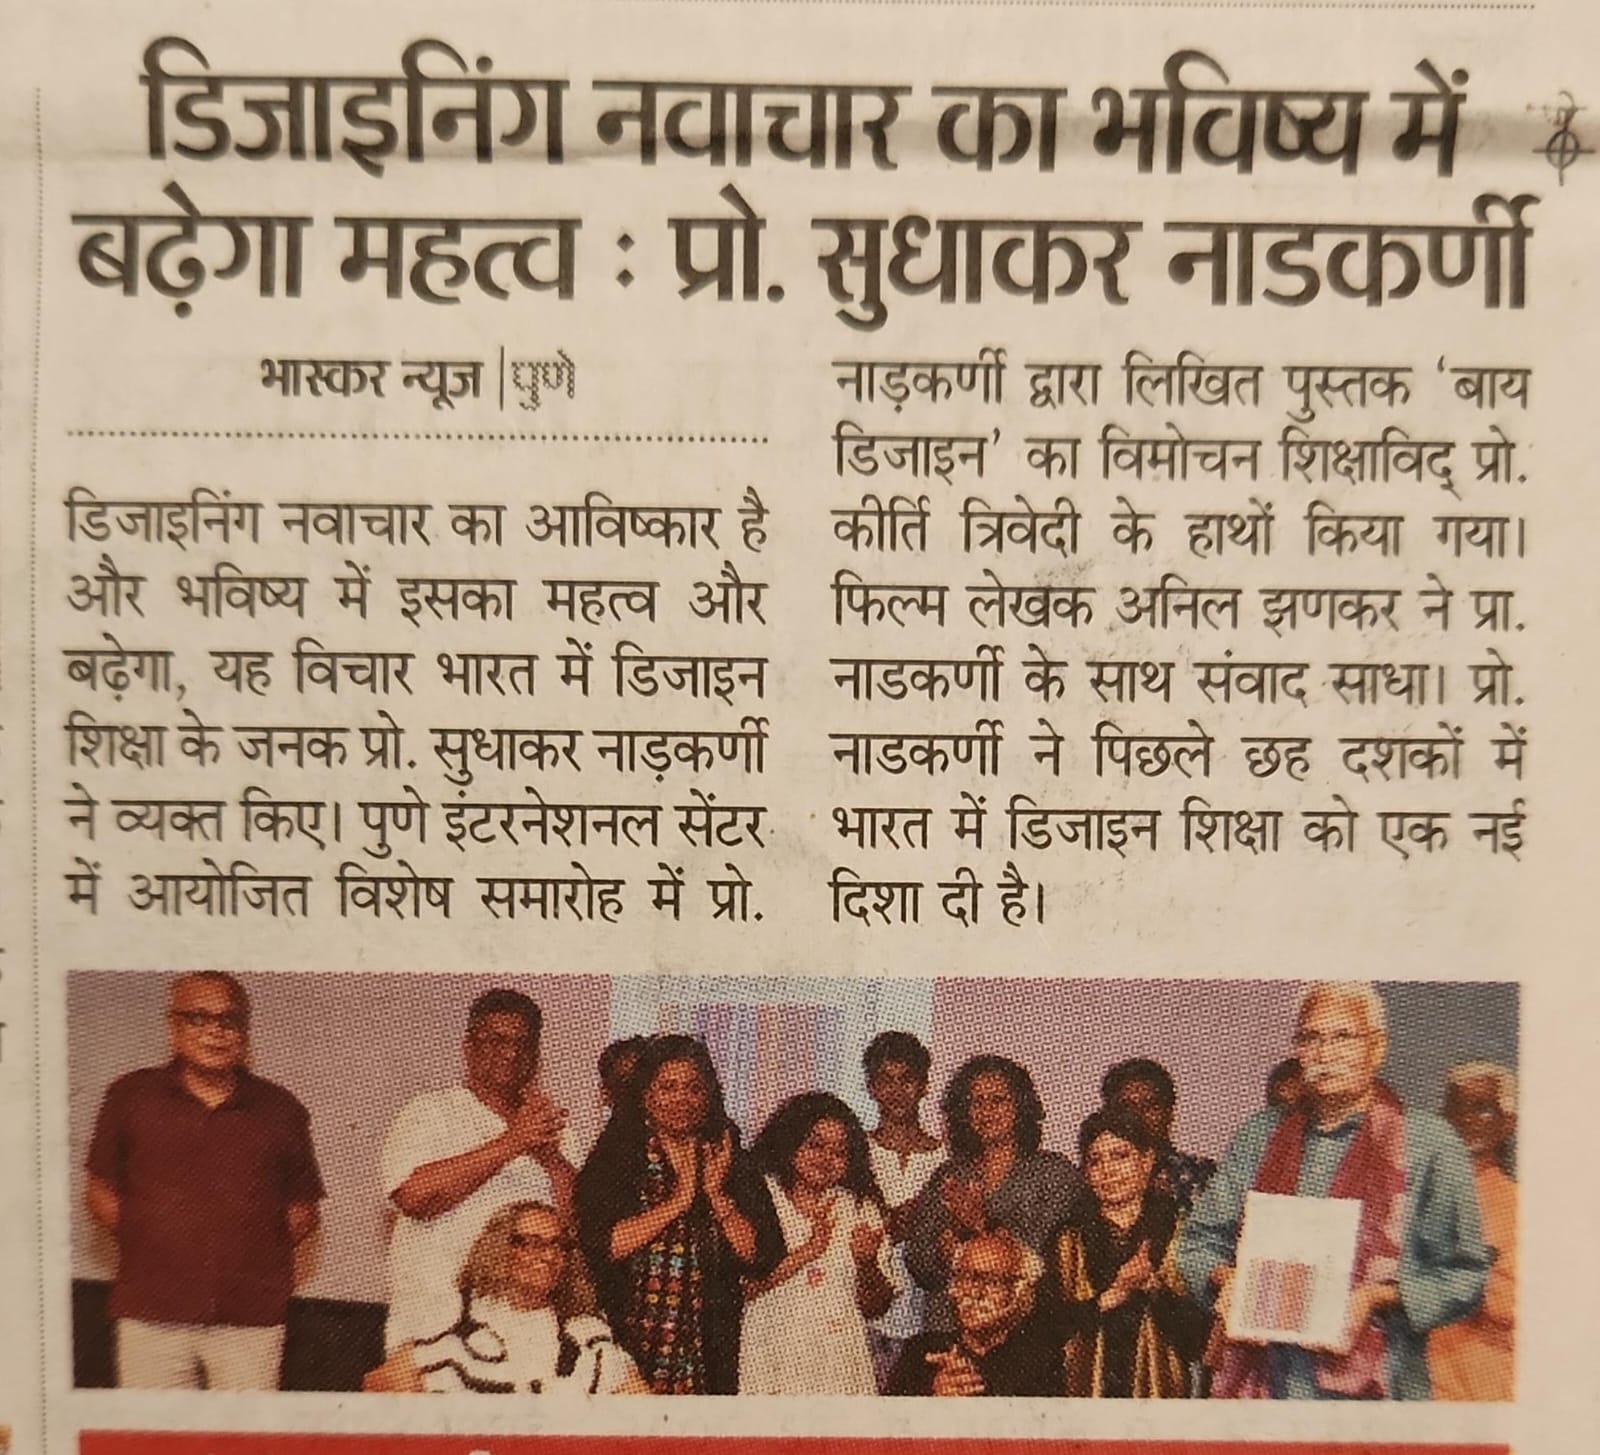 डिजाइनिंग नवाचार का भविष्य में
बढ़ेगा महत्व : प्रो. सुधाकर नाडकर्णी
भास्कर न्यूज |पुणे
डिजाइनिंग नवाचार का आविष्कार है
और भविष्य में इसका महत्व और
बढ़ेगा, यह विचार भारत में डिजाइन
शिक्षा के जनक प्रो. सुधाकर नाड़कर्णी
ने व्यक्त किए। पुणे इंटरनेशनल सेंटर
में आयोजित विशेष समारोह में प्रो.
नाड़कर्णी द्वारा लिखित पुस्तक ‘बाय
डिजाइन’ का विमोचन शिक्षाविद् प्रो.
कीर्ति त्रिवेदी के हाथों किया गया।
फिल्म लेखक अनिल झणकर ने प्रा.
नाडकर्णी के साथ संवाद साधा। प्रो.
नाडकर्णी ने पिछले छह दशकों में
भारत में डिजाइन शिक्षा को एक नई
दिशा दी है।